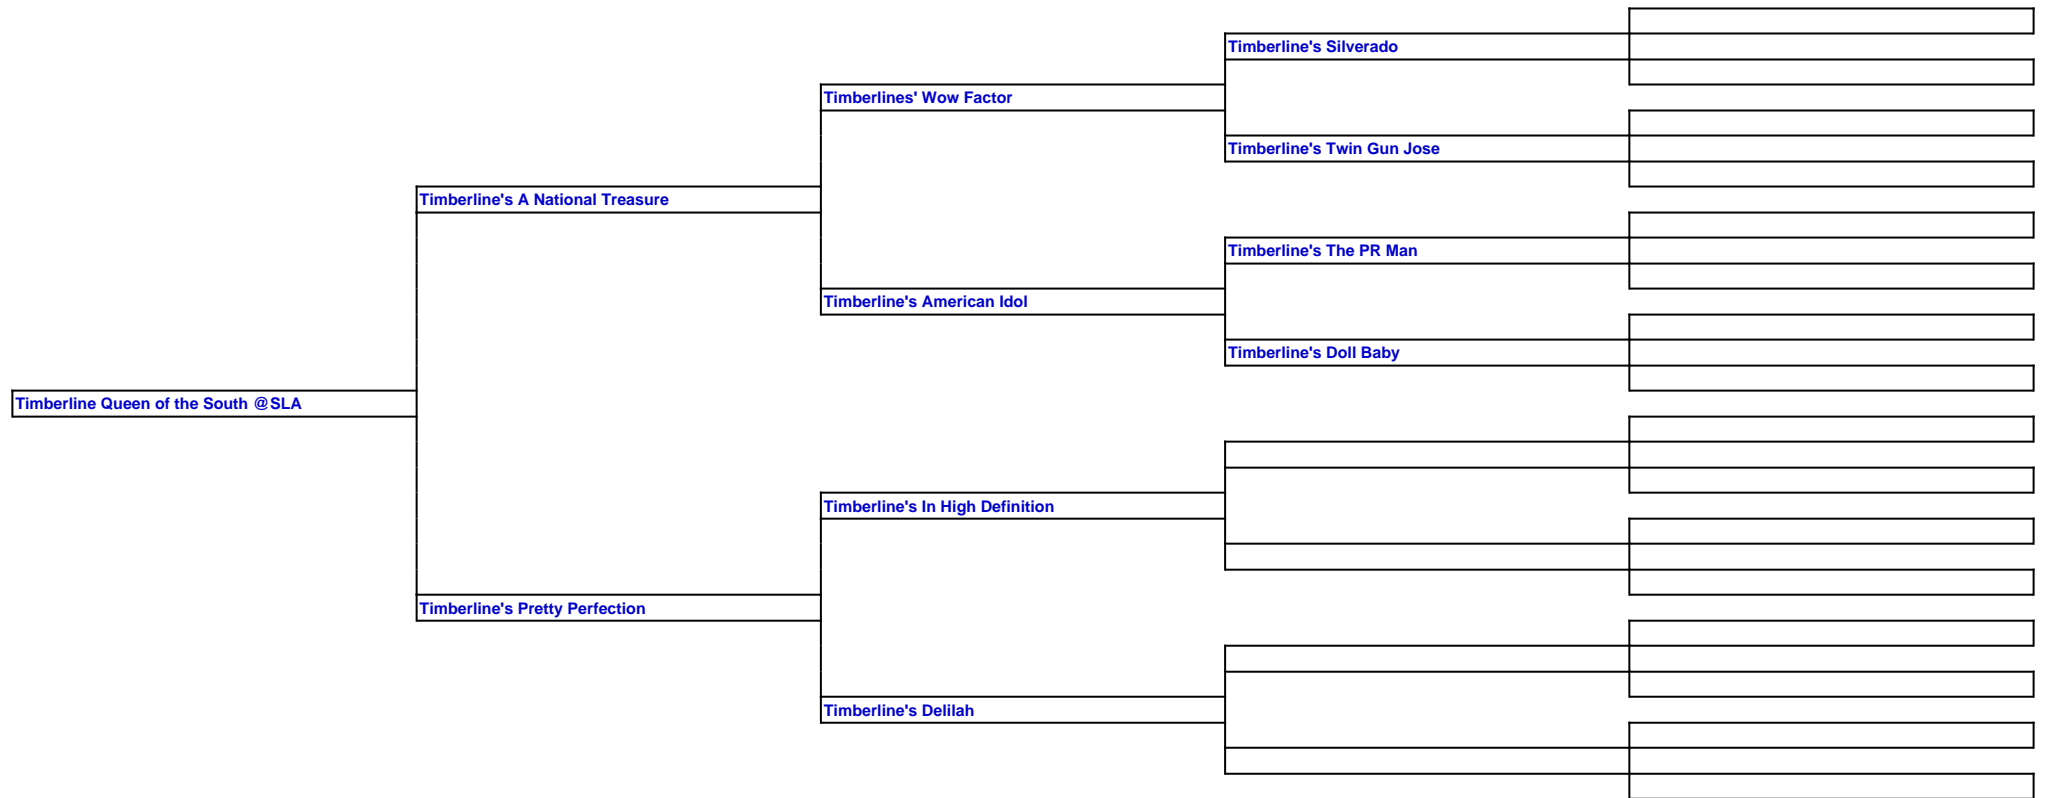 Timberline's Silverado
Timberlines' Wow Factor
Timberline's Twin Gun Jose
Timberline's A National Treasure
Timberline's The PR Man
Timberline's American Idol
Timberline's Doll Baby
Timberline Queen of the South @SLA
Timberline's In High Definition
Timberline's Pretty Perfection
Timberline's Delilah